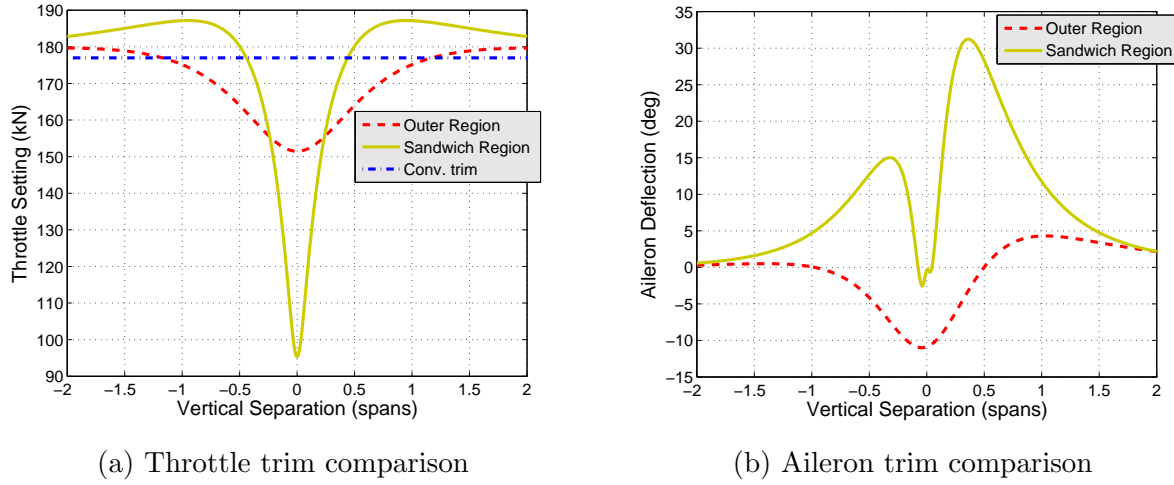 190
180
170
160
150
140
130
120
110
100
90
Throttle Setting (kN)
−2 −1.5 −1 −0.5 0 0.5 1 1.5 2
Vertical Separation (spans)
Outer Region
Sandwich Region
Conv. trim
(a) Throttle trim comparison
35
30
25
20
15
10
5
0
−5
−10
−15
Aileron Deflection (deg)
−2 −1.5 −1 −0.5 0 0.5 1 1.5 2
Vertical Separation (spans)
Outer Region
Sandwich Region
(b) Aileron trim comparison